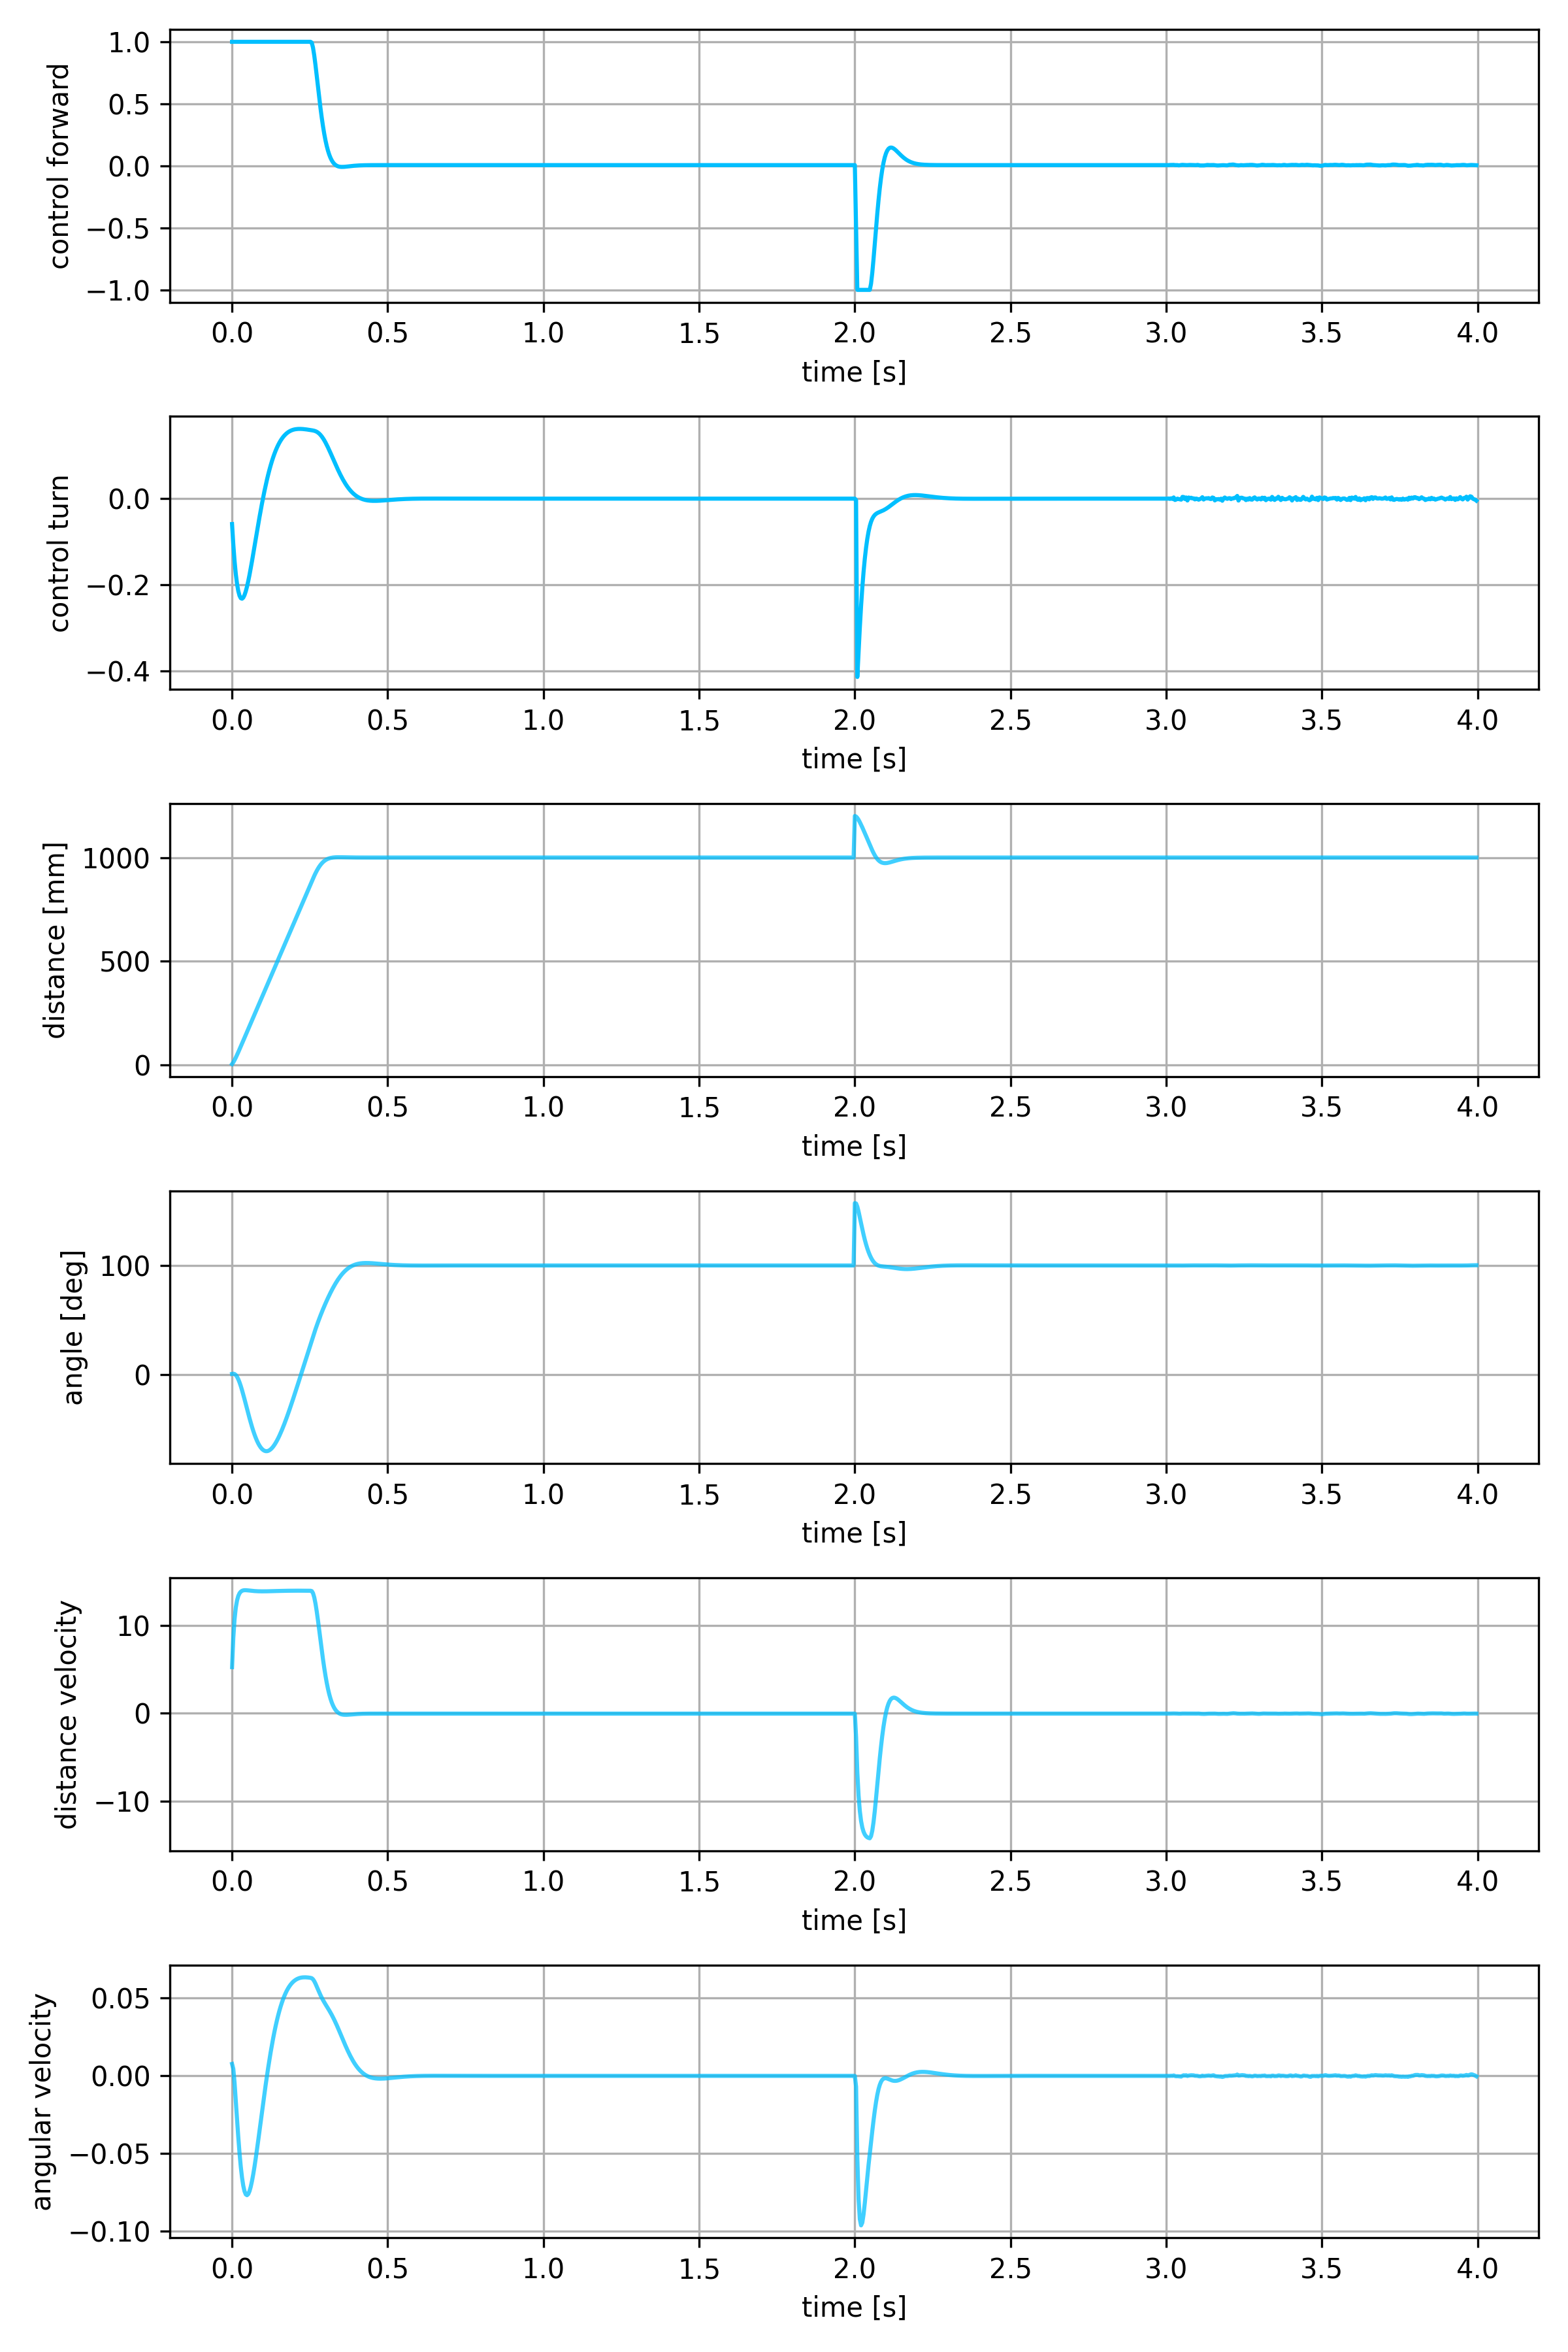 control forward
1.0
0.5
0.0
−0.5
−1.0
0.0 0.5 1.0 1.5 2.0 2.5 3.0 3.5 4.0
time [s]
control turn
0.0
−0.2
−0.4
0.0 0.5 1.0 1.5 2.0 2.5 3.0 3.5 4.0
time [s]
distance [mm]
1000
500
0
0.0 0.5 1.0 1.5 2.0 2.5 3.0 3.5 4.0
time [s]
angle [deg]
100
0
0.0 0.5 1.0 1.5 2.0 2.5 3.0 3.5 4.0
time [s]
distance velocity
10
0
−10
0.0 0.5 1.0 1.5 2.0 2.5 3.0 3.5 4.0
time [s]
angular velocity
0.05
0.00
−0.05
−0.10
0.0 0.5 1.0 1.5 2.0 2.5 3.0 3.5 4.0
time [s]